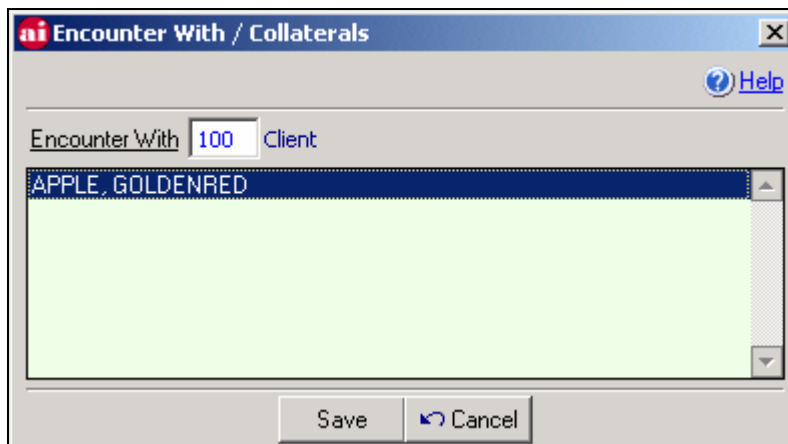 ai Encounter With / Collaterals
Help
Encounter With 100 Client
APPLE, GOLDENRED
Save Cancel